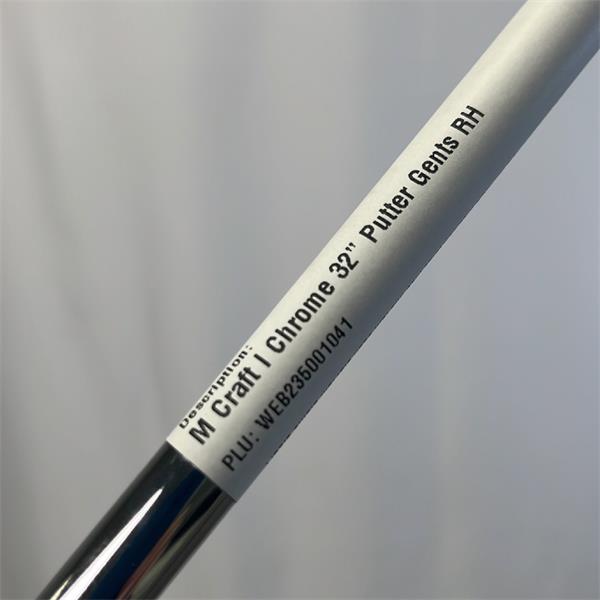 Description:
M Craft I Chrome 32" Putter Gents RH
PLU: WEB235001041